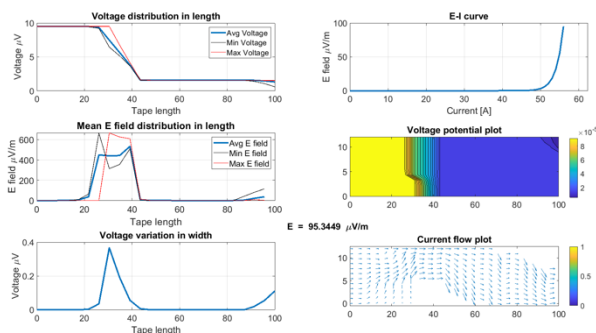 Voltage distribution in length
E-I curve
10
5
0
Voltage μV
Avg Voltage
Min Voltage
Max Voltage
0 20 40 60 80 100
Tape length
100
50
0
E field μV/m
0 10 20 30 40 50 60
Current [A]
Mean E field distribution in length
Voltage potential plot
600
400
200
0
E field μV/m
Avg E field
Min E field
Max E field
0 20 40 60 80 100
Tape length
10
5
0
0 20 40 60 80 100
8
6
4
2
E = 95.3449 μV/m
Voltage variation in width
Current flow plot
0.4
0.2
0
Voltage μV
0 20 40 60 80 100
Tape length
10
5
0
0 20 40 60 80 100
1
0.5
0